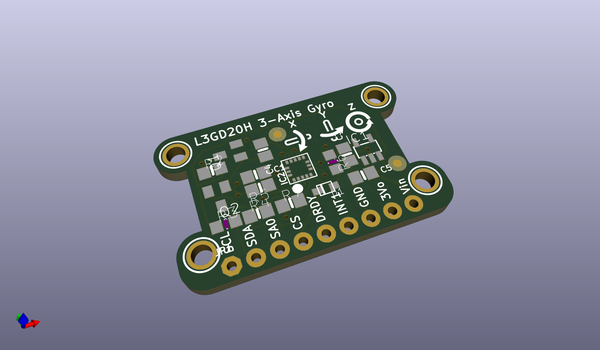 L3GD20H 3-Axis Gyro
X
Y
Z
C5
SCL
SDA
SA0
CS
DRDY
INT1
GND
3Vo
Vin